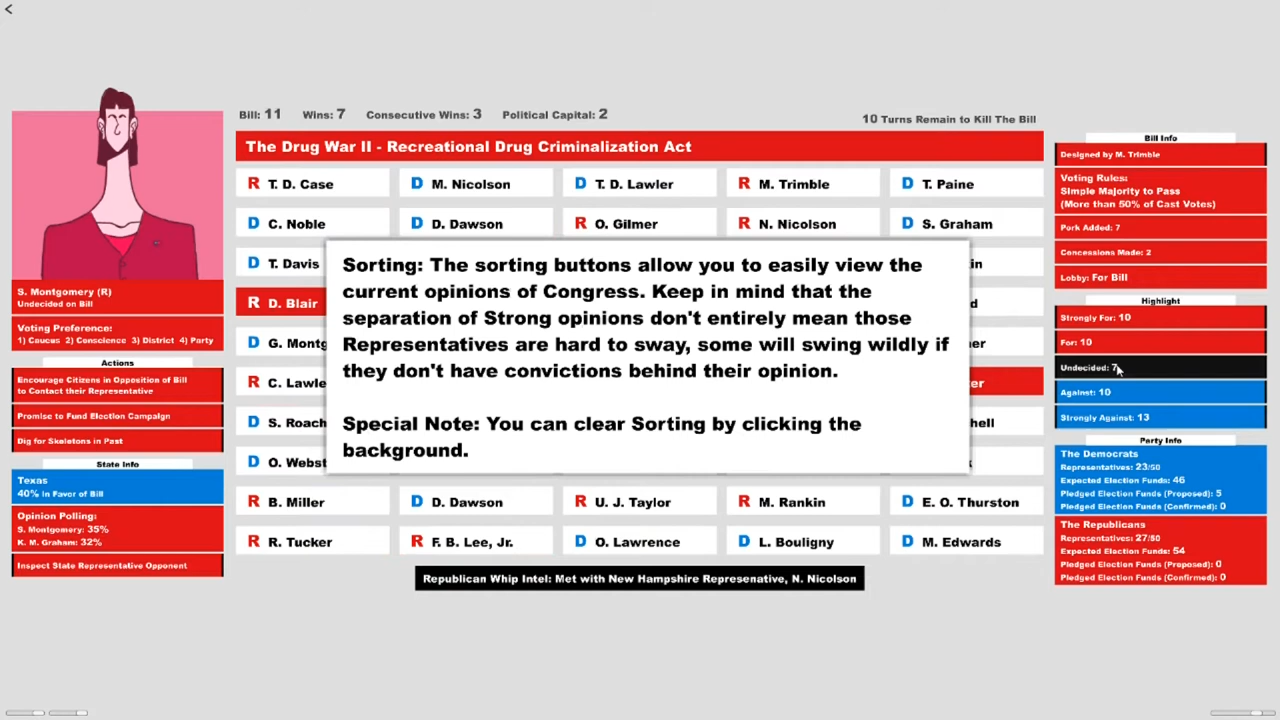 Bill: 11 Wins: 7 Consecutive Wins: 3 Political Capital: 2 10 Turns Remain to Kill The Bill
The Drug War II - Recreational Drug Criminalization Act
R T. D. Case D M. Nicolson D T. D. Lawler R M. Trimble D T. Paine
D C. Noble D D. Dawson R O. Gilmer R N. Nicolson D S. Graham
D T. Davis
R D. Blair
D G. Montg
R C. Lawle
D S. Roach
D O. Webst
R B. Miller D D. Dawson R U. J. Taylor R M. Rankin D E. O. Thurston
R R. Tucker R F. B. Lee, Jr. D O. Lawrence D L. Bouligny D M. Edwards
Sorting: The sorting buttons allow you to easily view the
current opinions of Congress. Keep in mind that the
separation of Strong opinions don't entirely mean those
Representatives are hard to sway, some will swing wildly if
they don't have convictions behind their opinion.
Special Note: You can clear Sorting by clicking the
background.
Republican Whip Intel: Met with New Hampshire Represenative, N. Nicolson
S. Montgomery (R)
Undecided on Bill
Voting Preference:
1) Caucus 2) Conscience 3) District 4) Party
Actions
Encourage Citizens in Opposition of Bill
to Contact their Representative
Promise to Fund Election Campaign
Dig for Skeletons in Past
State Info
Texas
40% in Favor of Bill
Opinion Polling:
S. Montgomery: 35%
K. M. Graham: 32%
Inspect State Representative Opponent
Bill Info
Designed by M. Trimble
Voting Rules:
Simple Majority to Pass
(More than 50% of Cast Votes)
Pork Added: 7
Concessions Made: 2
Lobby: For Bill
Highlight
Strongly For: 10
For: 10
Undecided: 7
Against: 10
Strongly Against: 13
Party Info
The Democrats
Representatives: 23/50
Expected Election Funds: 46
Pledged Election Funds (Proposed): 5
Pledged Election Funds (Confirmed): 0
The Republicans
Representatives: 27/50
Expected Election Funds: 54
Pledged Election Funds (Proposed): 0
Pledged Election Funds (Confirmed): 0